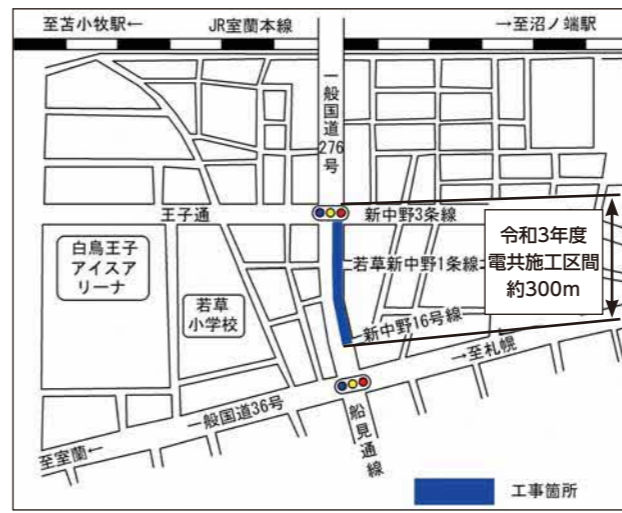 至苫小牧駅←
JR室蘭本線
→至沼ノ端駅
一般国道276号
王子通
新中野3条線
白鳥王子
アイスア
リーナ
若草
小学校
若草新中野1条線
令和3年度
電共施工区間
約300m
新中野16号線
→至札幌
一般国道36号
至室蘭←
船見通線
工事箇所